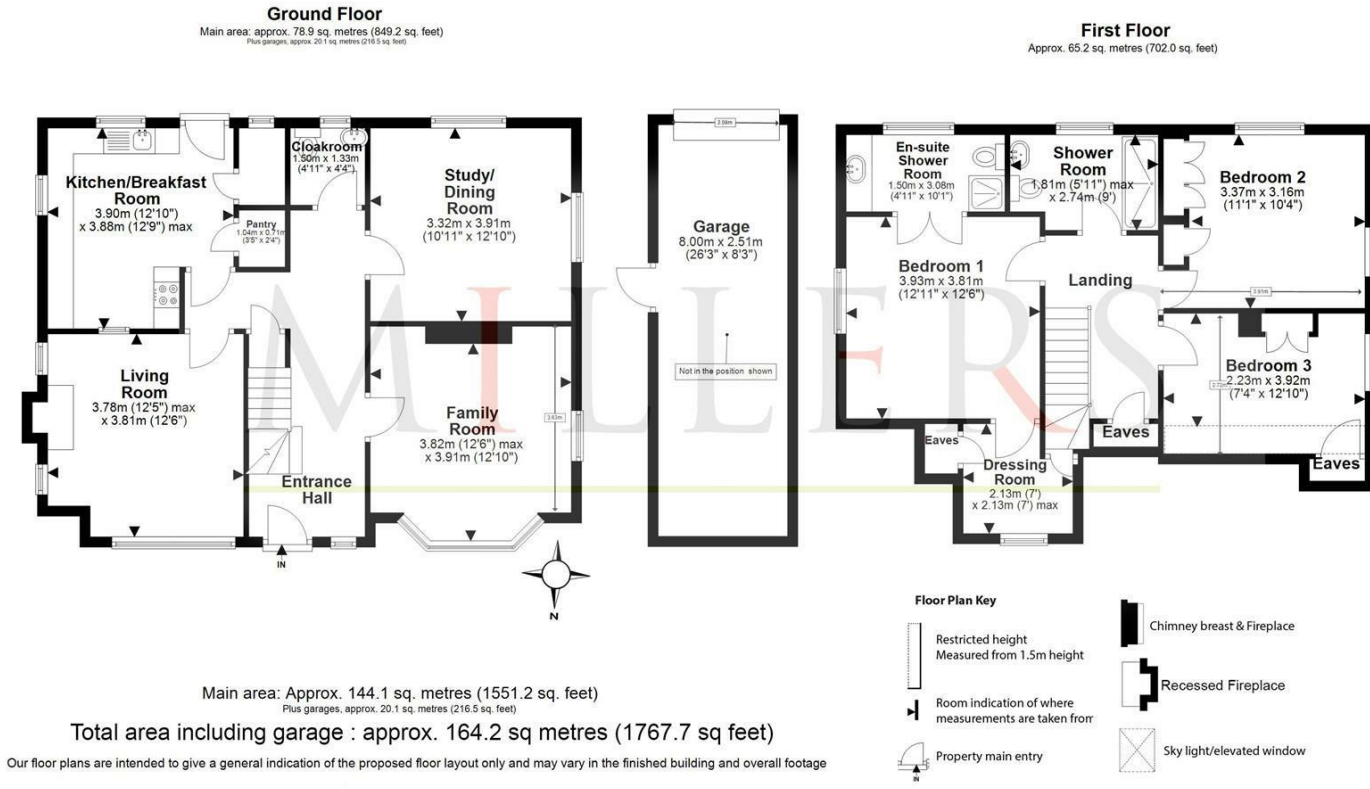 Ground Floor
Main area: approx. 78.9 sq. metres (849.2 sq. feet)
Plus garages, approx. 20.1 sq. metres (216.5 sq. feet)
First Floor
Approx. 65.2 sq. metres (702.0 sq. feet)
Kitchen/Breakfast
Room
3.90m (12'10")
x 3.88m (12'9") max
Pantry
1.04m x 0.71m
(3'5" x 2'4")
Cloakroom
1.50m x 1.33m
(4'11" x 4'4")
Study/
Dining
Room
3.32m x 3.91m
(10'11" x 12'10")
Living
Room
3.78m (12'5") max
x 3.81m (12'6")
Entrance
Hall
IN
Family
Room
3.82m (12'6") max
x 3.91m (12'10")
3.63m
Garage
8.00m x 2.51m
(26'3" x 8'3")
Not in the position shown
En-suite
Shower
Room
1.50m x 3.08m
(4'11" x 10'1")
Shower
Room
1.81m (5'11") max
x 2.74m (9')
Bedroom 2
3.37m x 3.16m
(11'1" x 10'4")
Bedroom 1
3.93m x 3.81m
(12'11" x 12'6")
Landing
3.91m
Bedroom 3
2.23m x 3.92m
(7'4" x 12'10")
Eaves
Eaves
Eaves
Dressing
Room
2.13m (7')
x 2.13m (7') max
MILLERS
N
Floor Plan Key
Restricted height
Measured from 1.5m height
Room indication of where
measurements are taken from
Property main entry
IN
Chimney breast & Fireplace
Recessed Fireplace
Sky light/elevated window
Main area: Approx. 144.1 sq. metres (1551.2 sq. feet)
Plus garages, approx. 20.1 sq. metres (216.5 sq. feet)
Total area including garage : approx. 164.2 sq metres (1767.7 sq feet)
Our floor plans are intended to give a general indication of the proposed floor layout only and may vary in the finished building and overall footage